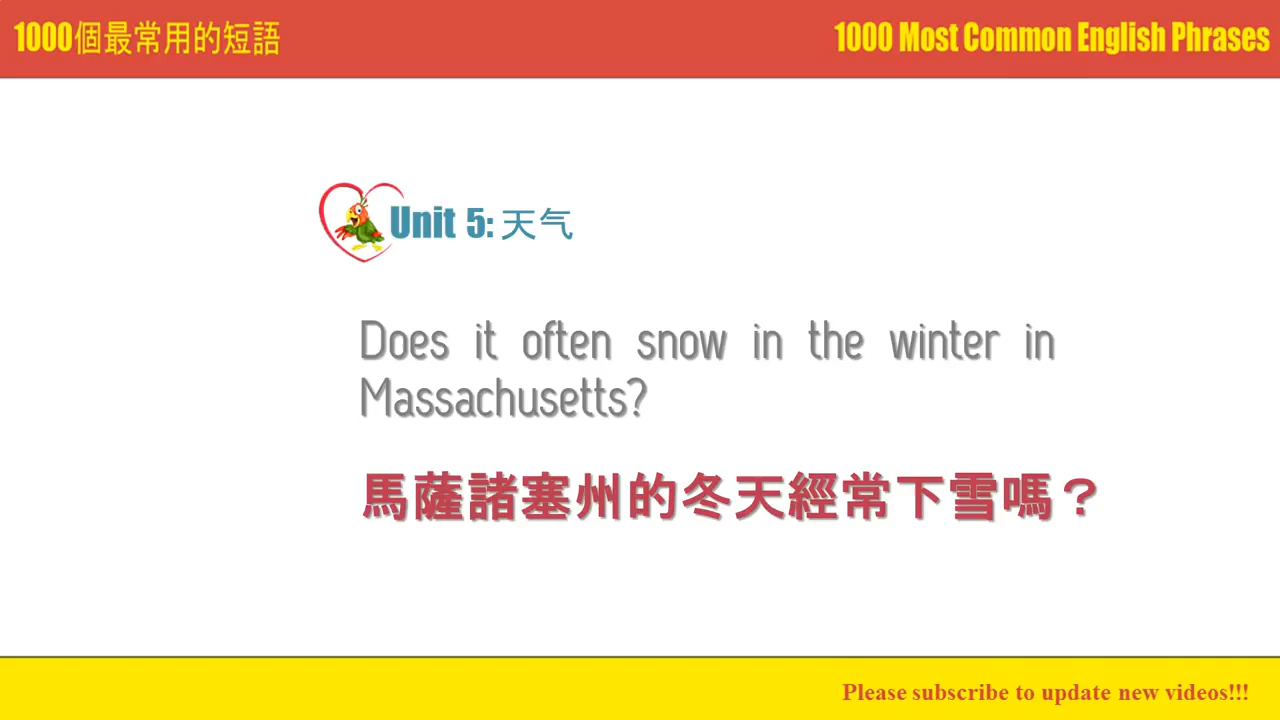 1000個最常用的短語
1000 Most Common English Phrases
Unit 5: 天气
Does it often snow in the winter in
Massachusetts?
馬薩諸塞州的冬天經常下雪嗎？
Please subscribe to update new videos!!!